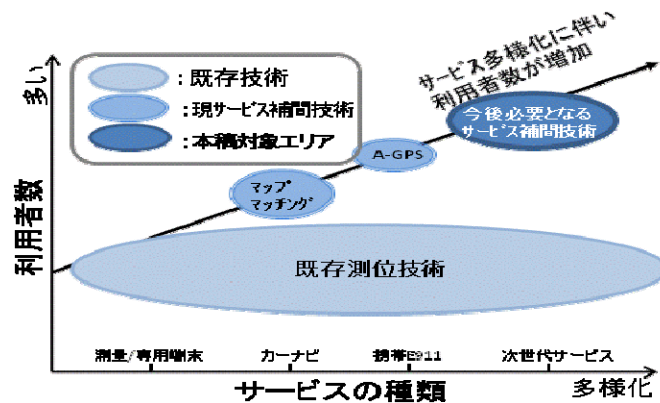 サービス多様化に伴い
利用者数が増加
多い
利用者数
：既存技術
：現サービス補間技術
：本稿対象エリア
今後必要となる
サービス補間技術
A-GPS
マップ
マッチング
既存測位技術
測量/専用端末
カーナビ
携帯E911
次世代サービス
サービスの種類
多様化